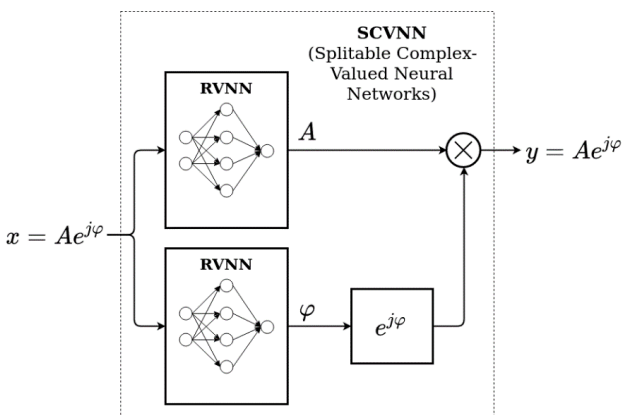 SCVNN
(Splitable Complex-
Valued Neural
Networks)
RVNN
A
y = Ae^{jφ}
x = Ae^{jφ}
RVNN
φ
e^{jφ}